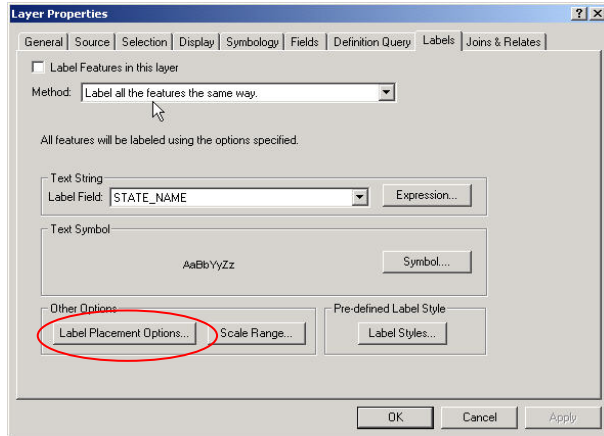 Layer Properties
General Source Selection Display Symbology Fields Definition Query Labels Joins & Relates
Label Features in this layer
Method: Label all the features the same way.
All features will be labeled using the options specified.
Text String
Label Field: STATE_NAME Expression...
Text Symbol
AaBbYyZz Symbol....
Other Options Pre-defined Label Style
Label Placement Options... Scale Range... Label Styles...
OK Cancel Apply